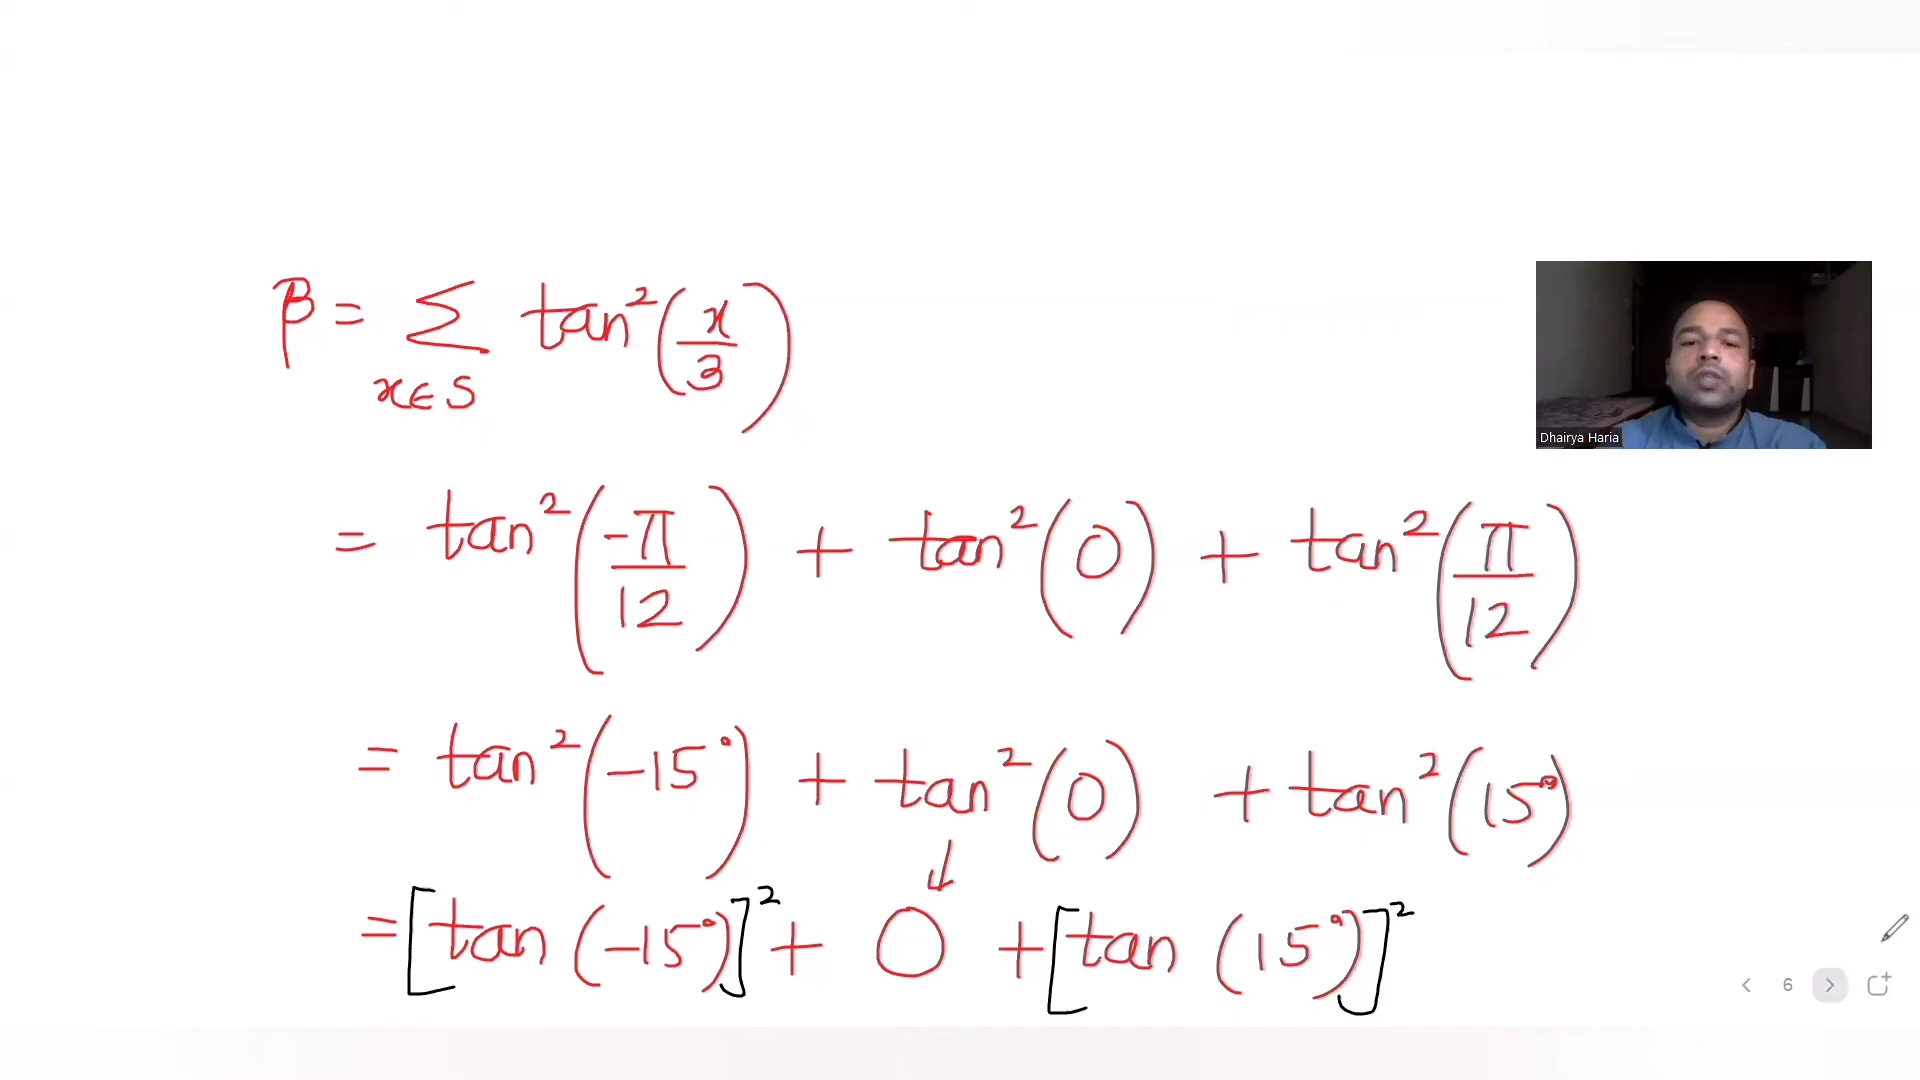 β = Σ tan²(x/3)
x∈S
= tan²(-π/12) + tan²(0) + tan²(π/12)
= tan²(-15°) + tan²(0) + tan²(15°)
↓
= [tan(-15°)]² + 0 + [tan(15°)]²
Dhairya Haria
6